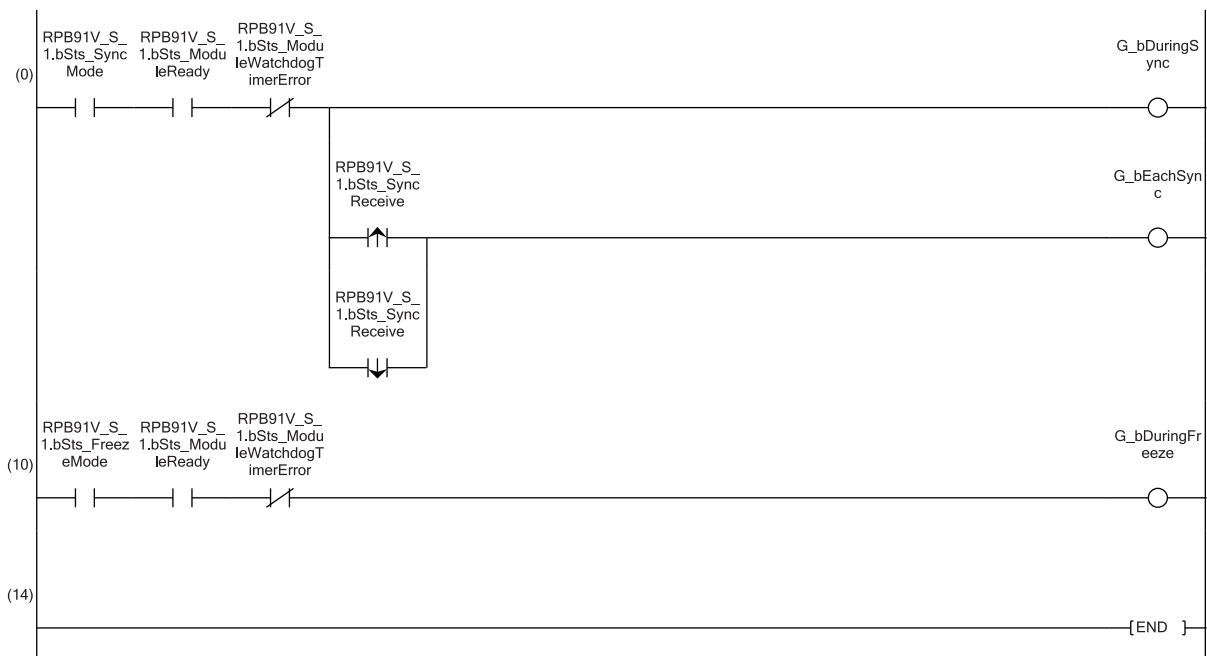 (0)
RPB91V_S_
1.bSts_Sync
Mode
RPB91V_S_
1.bSts_Modu
leReady
RPB91V_S_
1.bSts_Modu
leWatchdogT
imerError
G_bDuringS
ync
RPB91V_S_
1.bSts_Sync
Receive
G_bEachSyn
c
RPB91V_S_
1.bSts_Sync
Receive
(10)
RPB91V_S_
1.bSts_Freez
eMode
RPB91V_S_
1.bSts_Modu
leReady
RPB91V_S_
1.bSts_Modu
leWatchdogT
imerError
G_bDuringFr
eeze
(14)
[END ]